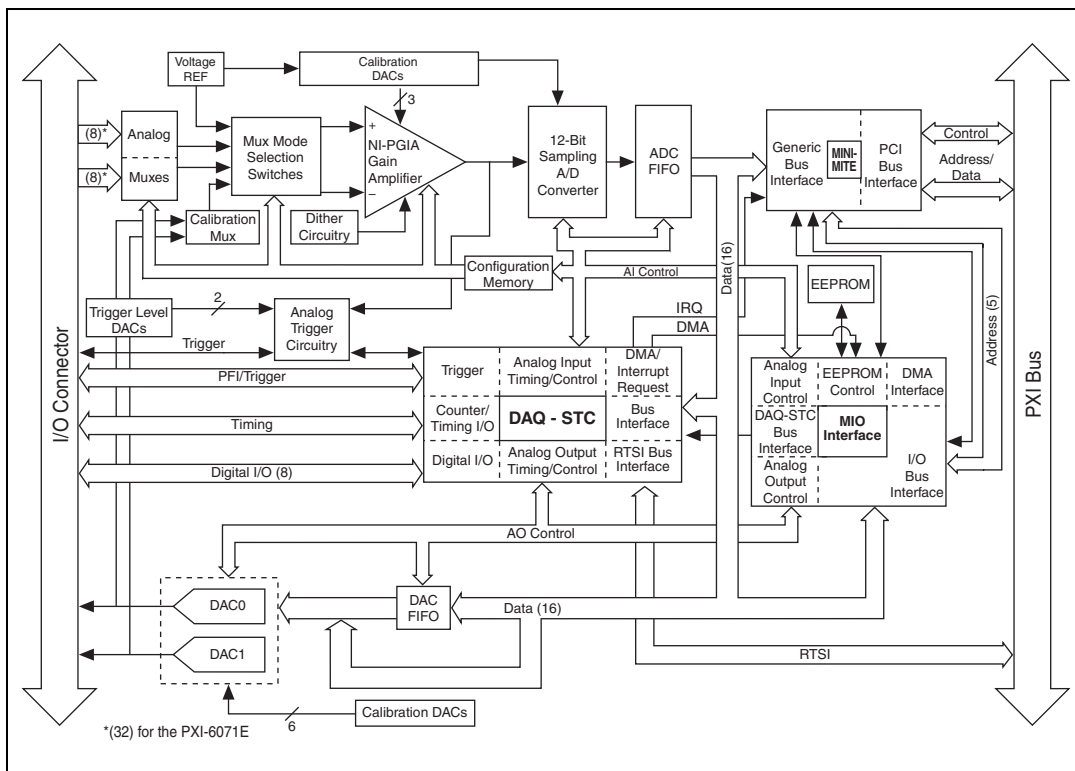 Voltage
REF
Calibration
DACs
3
(8)*
(8)*
Analog
Muxes
Mux Mode
Selection
Switches
+
NI-PGIA
Gain
Amplifier
–
12-Bit
Sampling
A/D
Converter
ADC
FIFO
Generic
Bus
Interface
MINI-
MITE
PCI
Bus
Interface
Control
Address/
Data
Calibration
Mux
Dither
Circuitry
Configuration
Memory
AI Control
Data(16)
EEPROM
Address (5)
IRQ
DMA
Trigger Level
DACs
2
Analog
Trigger
Circuitry
Trigger
PFI/Trigger
Timing
Digital I/O (8)
I/O Connector
PXI Bus
Trigger
Analog Input
Timing/Control
DMA/
Interrupt
Request
Counter/
Timing I/O
DAQ - STC
Bus
Interface
Digital I/O
Analog Output
Timing/Control
RTSI Bus
Interface
Analog
Input
Control
EEPROM
Control
DMA
Interface
DAQ-STC
Bus
Interface
MIO
Interface
Analog
Output
Control
I/O
Bus
Interface
AO Control
DAC0
DAC1
DAC
FIFO
Data (16)
RTSI
6
Calibration DACs
*(32) for the PXI-6071E